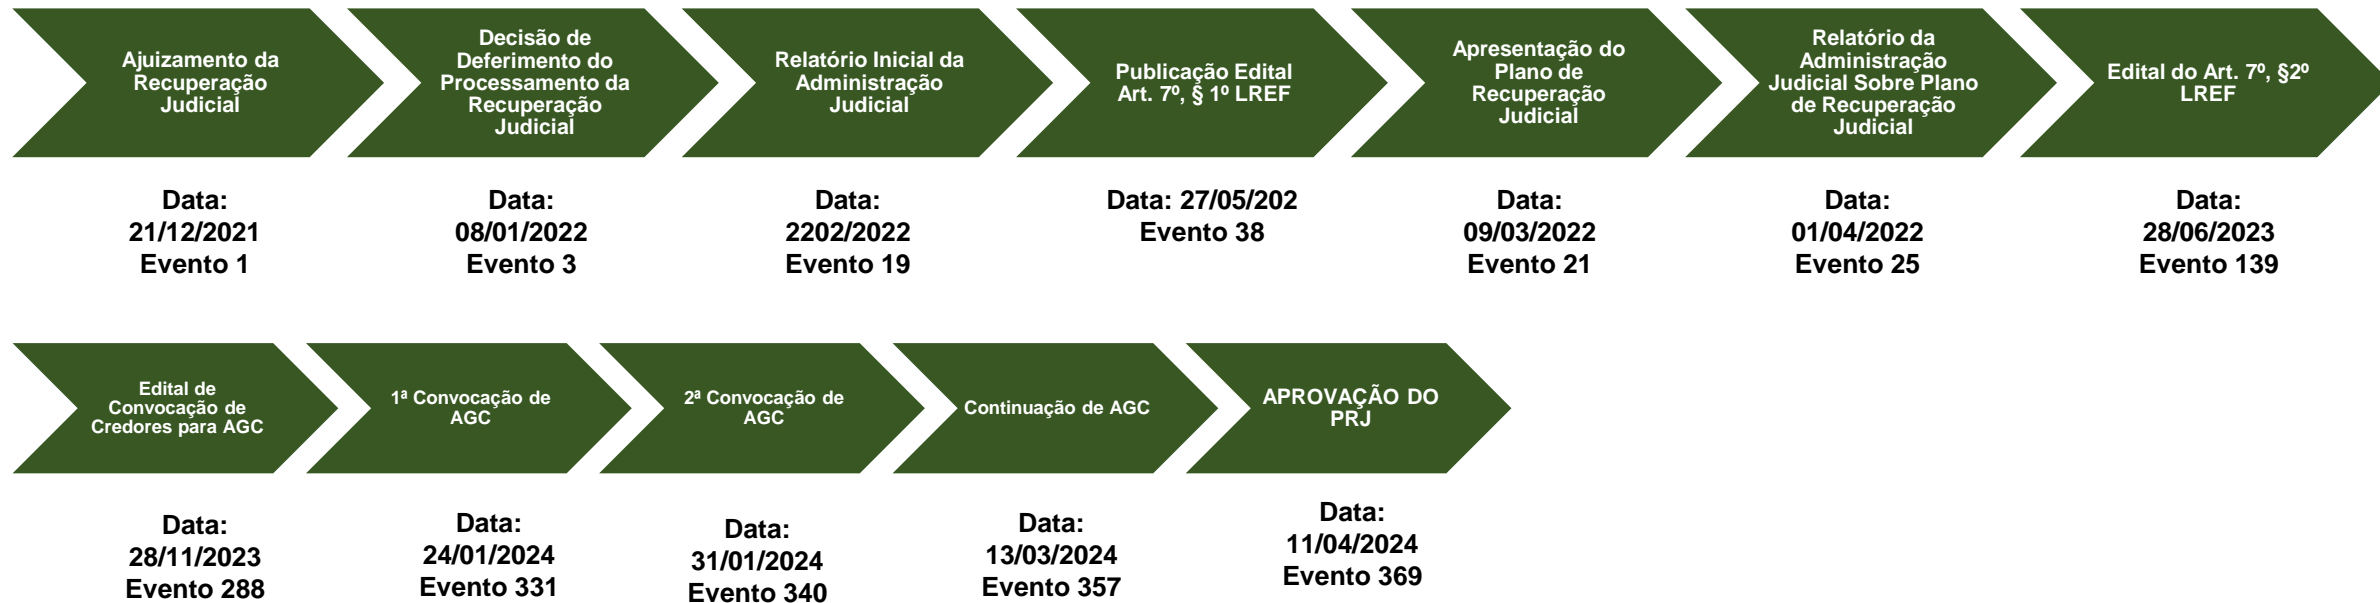 Ajuizamento da
Recuperação
Judicial
Decisão de
Deferimento do
Processamento da
Recuperação
Judicial
Relatório Inicial da
Administração
Judicial
Publicação Edital
Art. 7º, § 1º LREF
Apresentação do
Plano de
Recuperação
Judicial
Relatório da
Administração
Judicial Sobre Plano
de Recuperação
Judicial
Edital do Art. 7º, §2º
LREF
Data:
21/12/2021
Evento 1
Data:
08/01/2022
Evento 3
Data:
2202/2022
Evento 19
Data: 27/05/202
Evento 38
Data:
09/03/2022
Evento 21
Data:
01/04/2022
Evento 25
Data:
28/06/2023
Evento 139
Edital de
Convocação de
Credores para AGC
1ª Convocação de
AGC
2ª Convocação de
AGC
Continuação de AGC
APROVAÇÃO DO
PRJ
Data:
28/11/2023
Evento 288
Data:
24/01/2024
Evento 331
Data:
31/01/2024
Evento 340
Data:
13/03/2024
Evento 357
Data:
11/04/2024
Evento 369